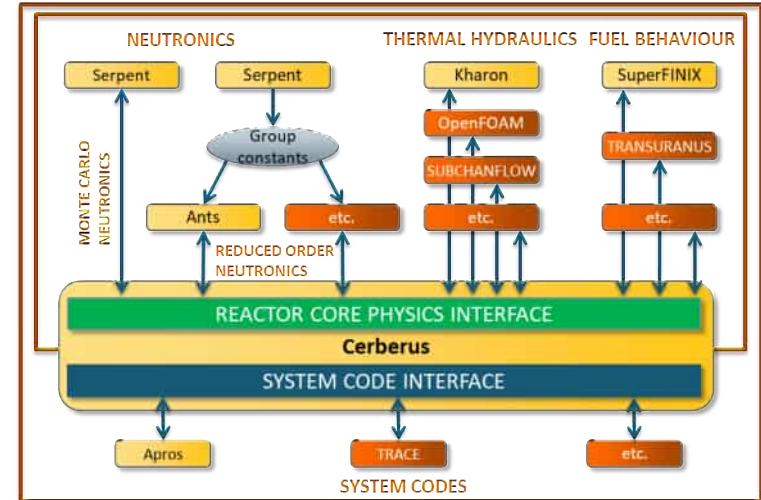 NEUTRONICS
THERMAL HYDRAULICS
FUEL BEHAVIOUR
Serpent
Serpent
Kharon
SuperFINIX
OpenFOAM
Group
constants
TRANSURANUS
SUBCHANFLOW
MONTE CARLO
NEUTRONICS
Ants
etc.
etc.
etc.
REDUCED ORDER
NEUTRONICS
REACTOR CORE PHYSICS INTERFACE
Cerberus
SYSTEM CODE INTERFACE
Apros
TRACE
etc.
SYSTEM CODES